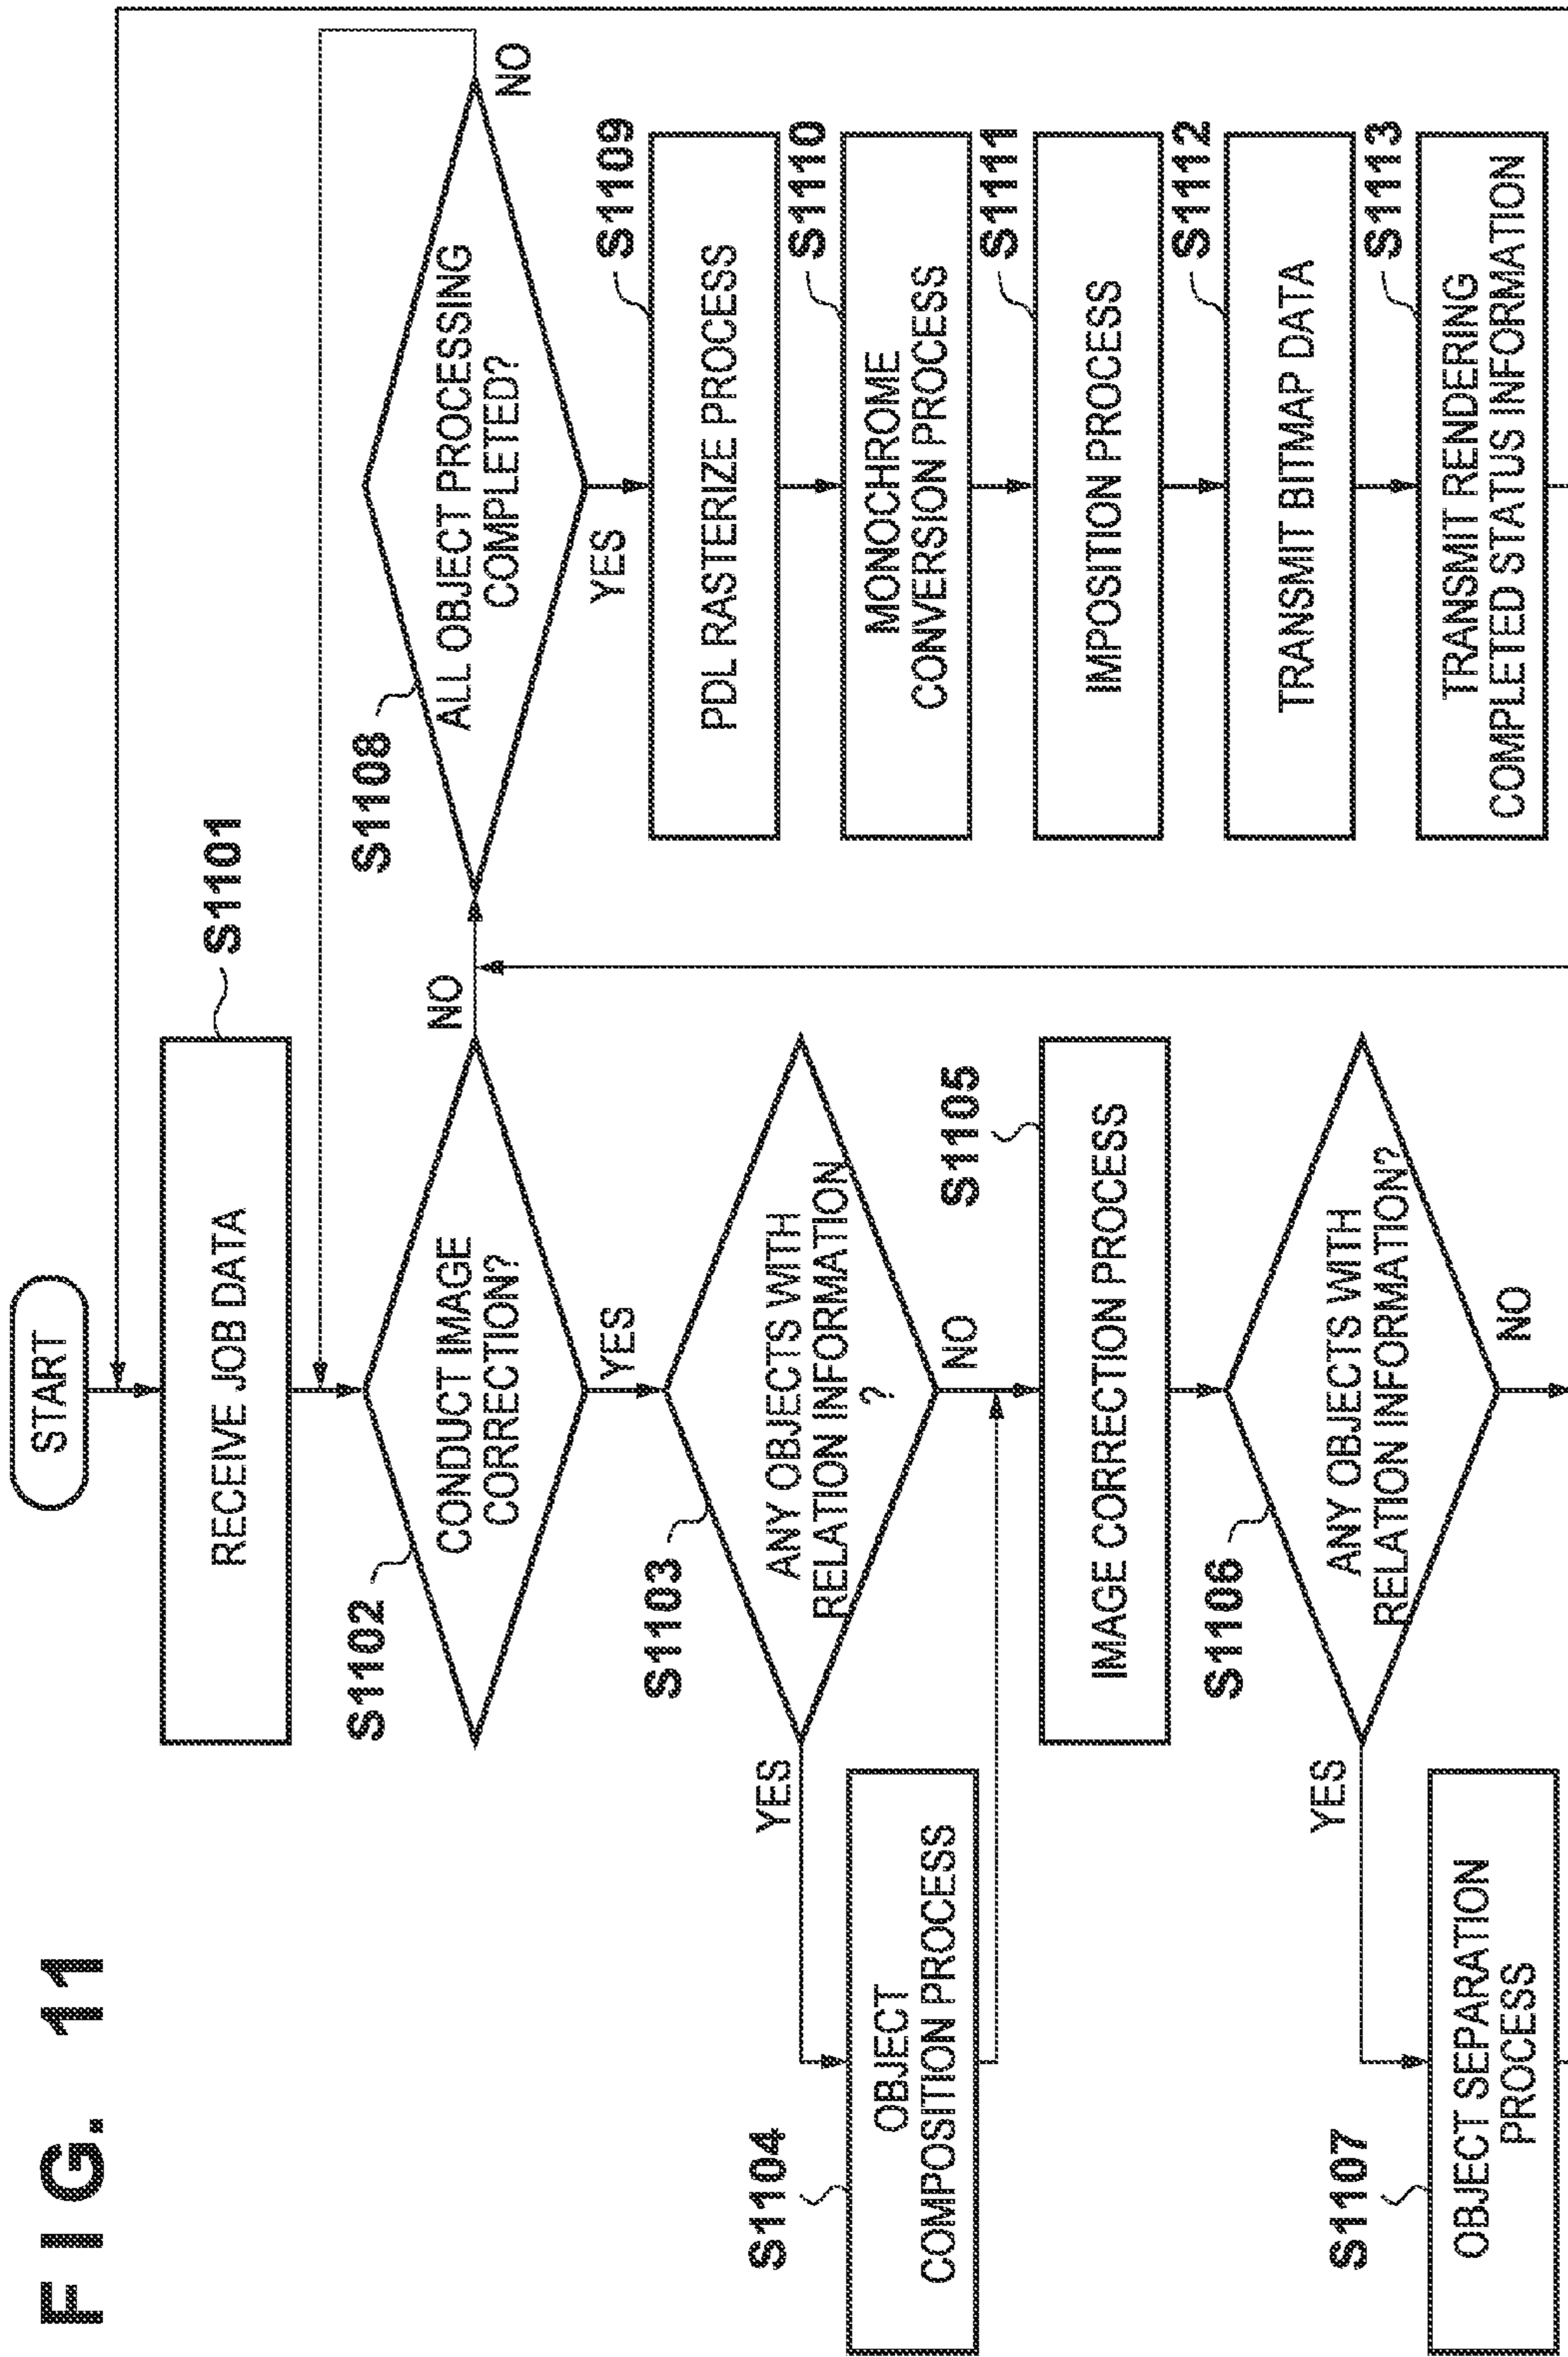 FIG. 11
START
RECEIVE JOB DATA
S1101
CONDUCT IMAGE
CORRECTION?
S1102
NO
YES
ANY OBJECTS WITH
RELATION INFORMATION
?
S1103
YES
NO
OBJECT
COMPOSITION PROCESS
S1104
IMAGE CORRECTION PROCESS
S1105
ANY OBJECTS WITH
RELATION INFORMATION?
S1106
YES
NO
OBJECT SEPARATION
PROCESS
S1107
ALL OBJECT PROCESSING
COMPLETED?
S1108
NO
YES
PDL RASTERIZE PROCESS
S1109
MONOCHROME
CONVERSION PROCESS
S1110
IMPOSITION PROCESS
S1111
TRANSMIT BITMAP DATA
S1112
TRANSMIT RENDERING
COMPLETED STATUS INFORMATION
S1113